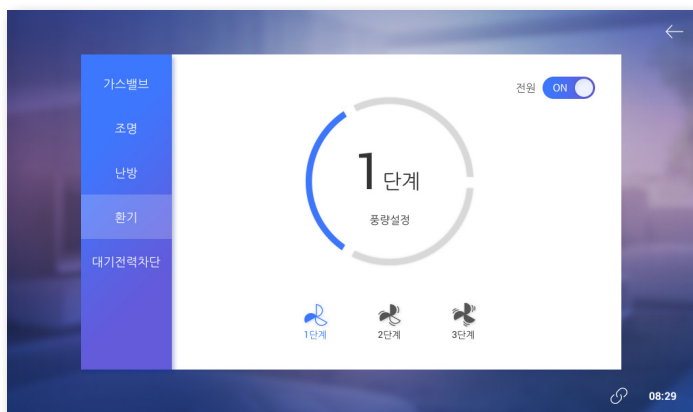 가스밸브
조명
난방
환기
대기전력차단
전원 ON
1 단계
풍량설정
1단계 2단계 3단계
08:29